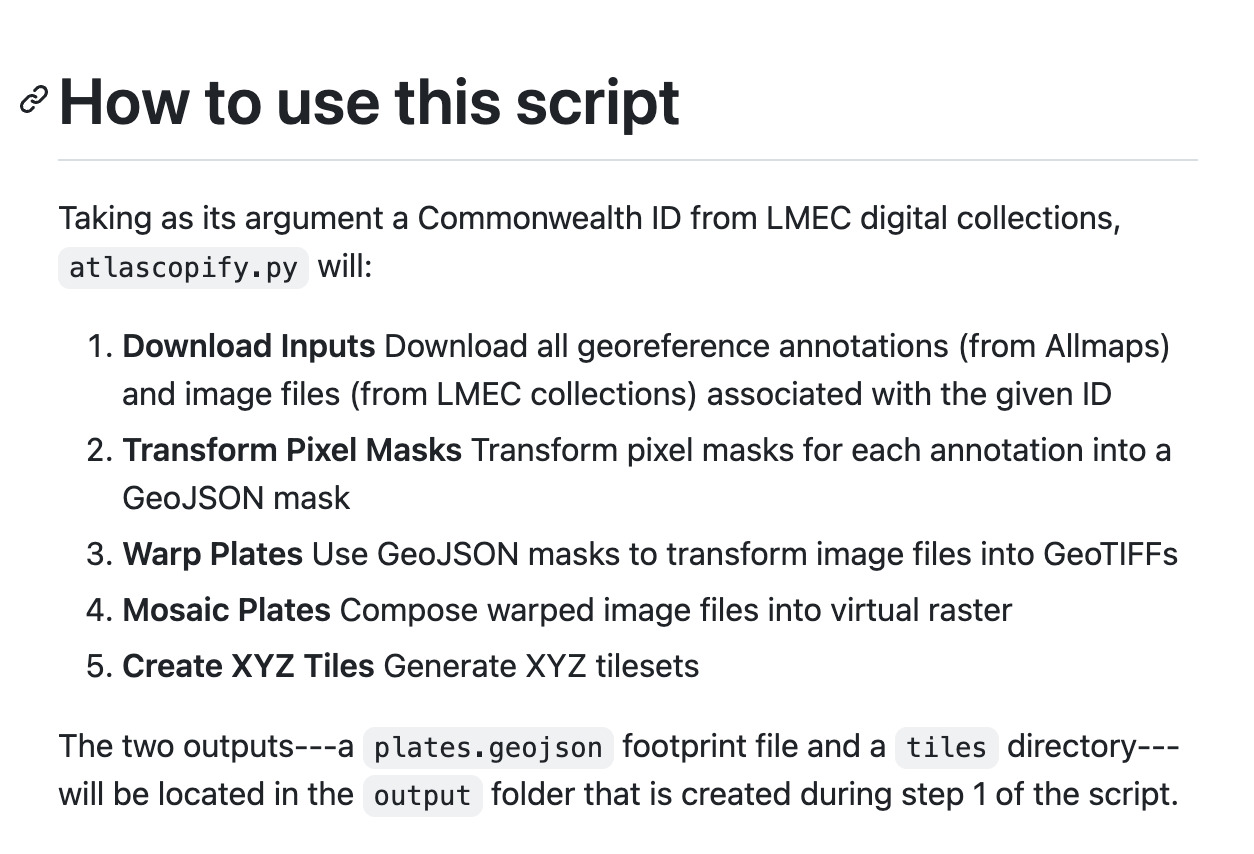 How to use this script
Taking as its argument a Commonwealth ID from LMEC digital collections,
atlascopify.py will:
1. Download Inputs Download all georeference annotations (from Allmaps)
and image files (from LMEC collections) associated with the given ID
2. Transform Pixel Masks Transform pixel masks for each annotation into a
GeoJSON mask
3. Warp Plates Use GeoJSON masks to transform image files into GeoTIFFs
4. Mosaic Plates Compose warped image files into virtual raster
5. Create XYZ Tiles Generate XYZ tilesets
The two outputs---a plates.geojson footprint file and a tiles directory---
will be located in the output folder that is created during step 1 of the script.